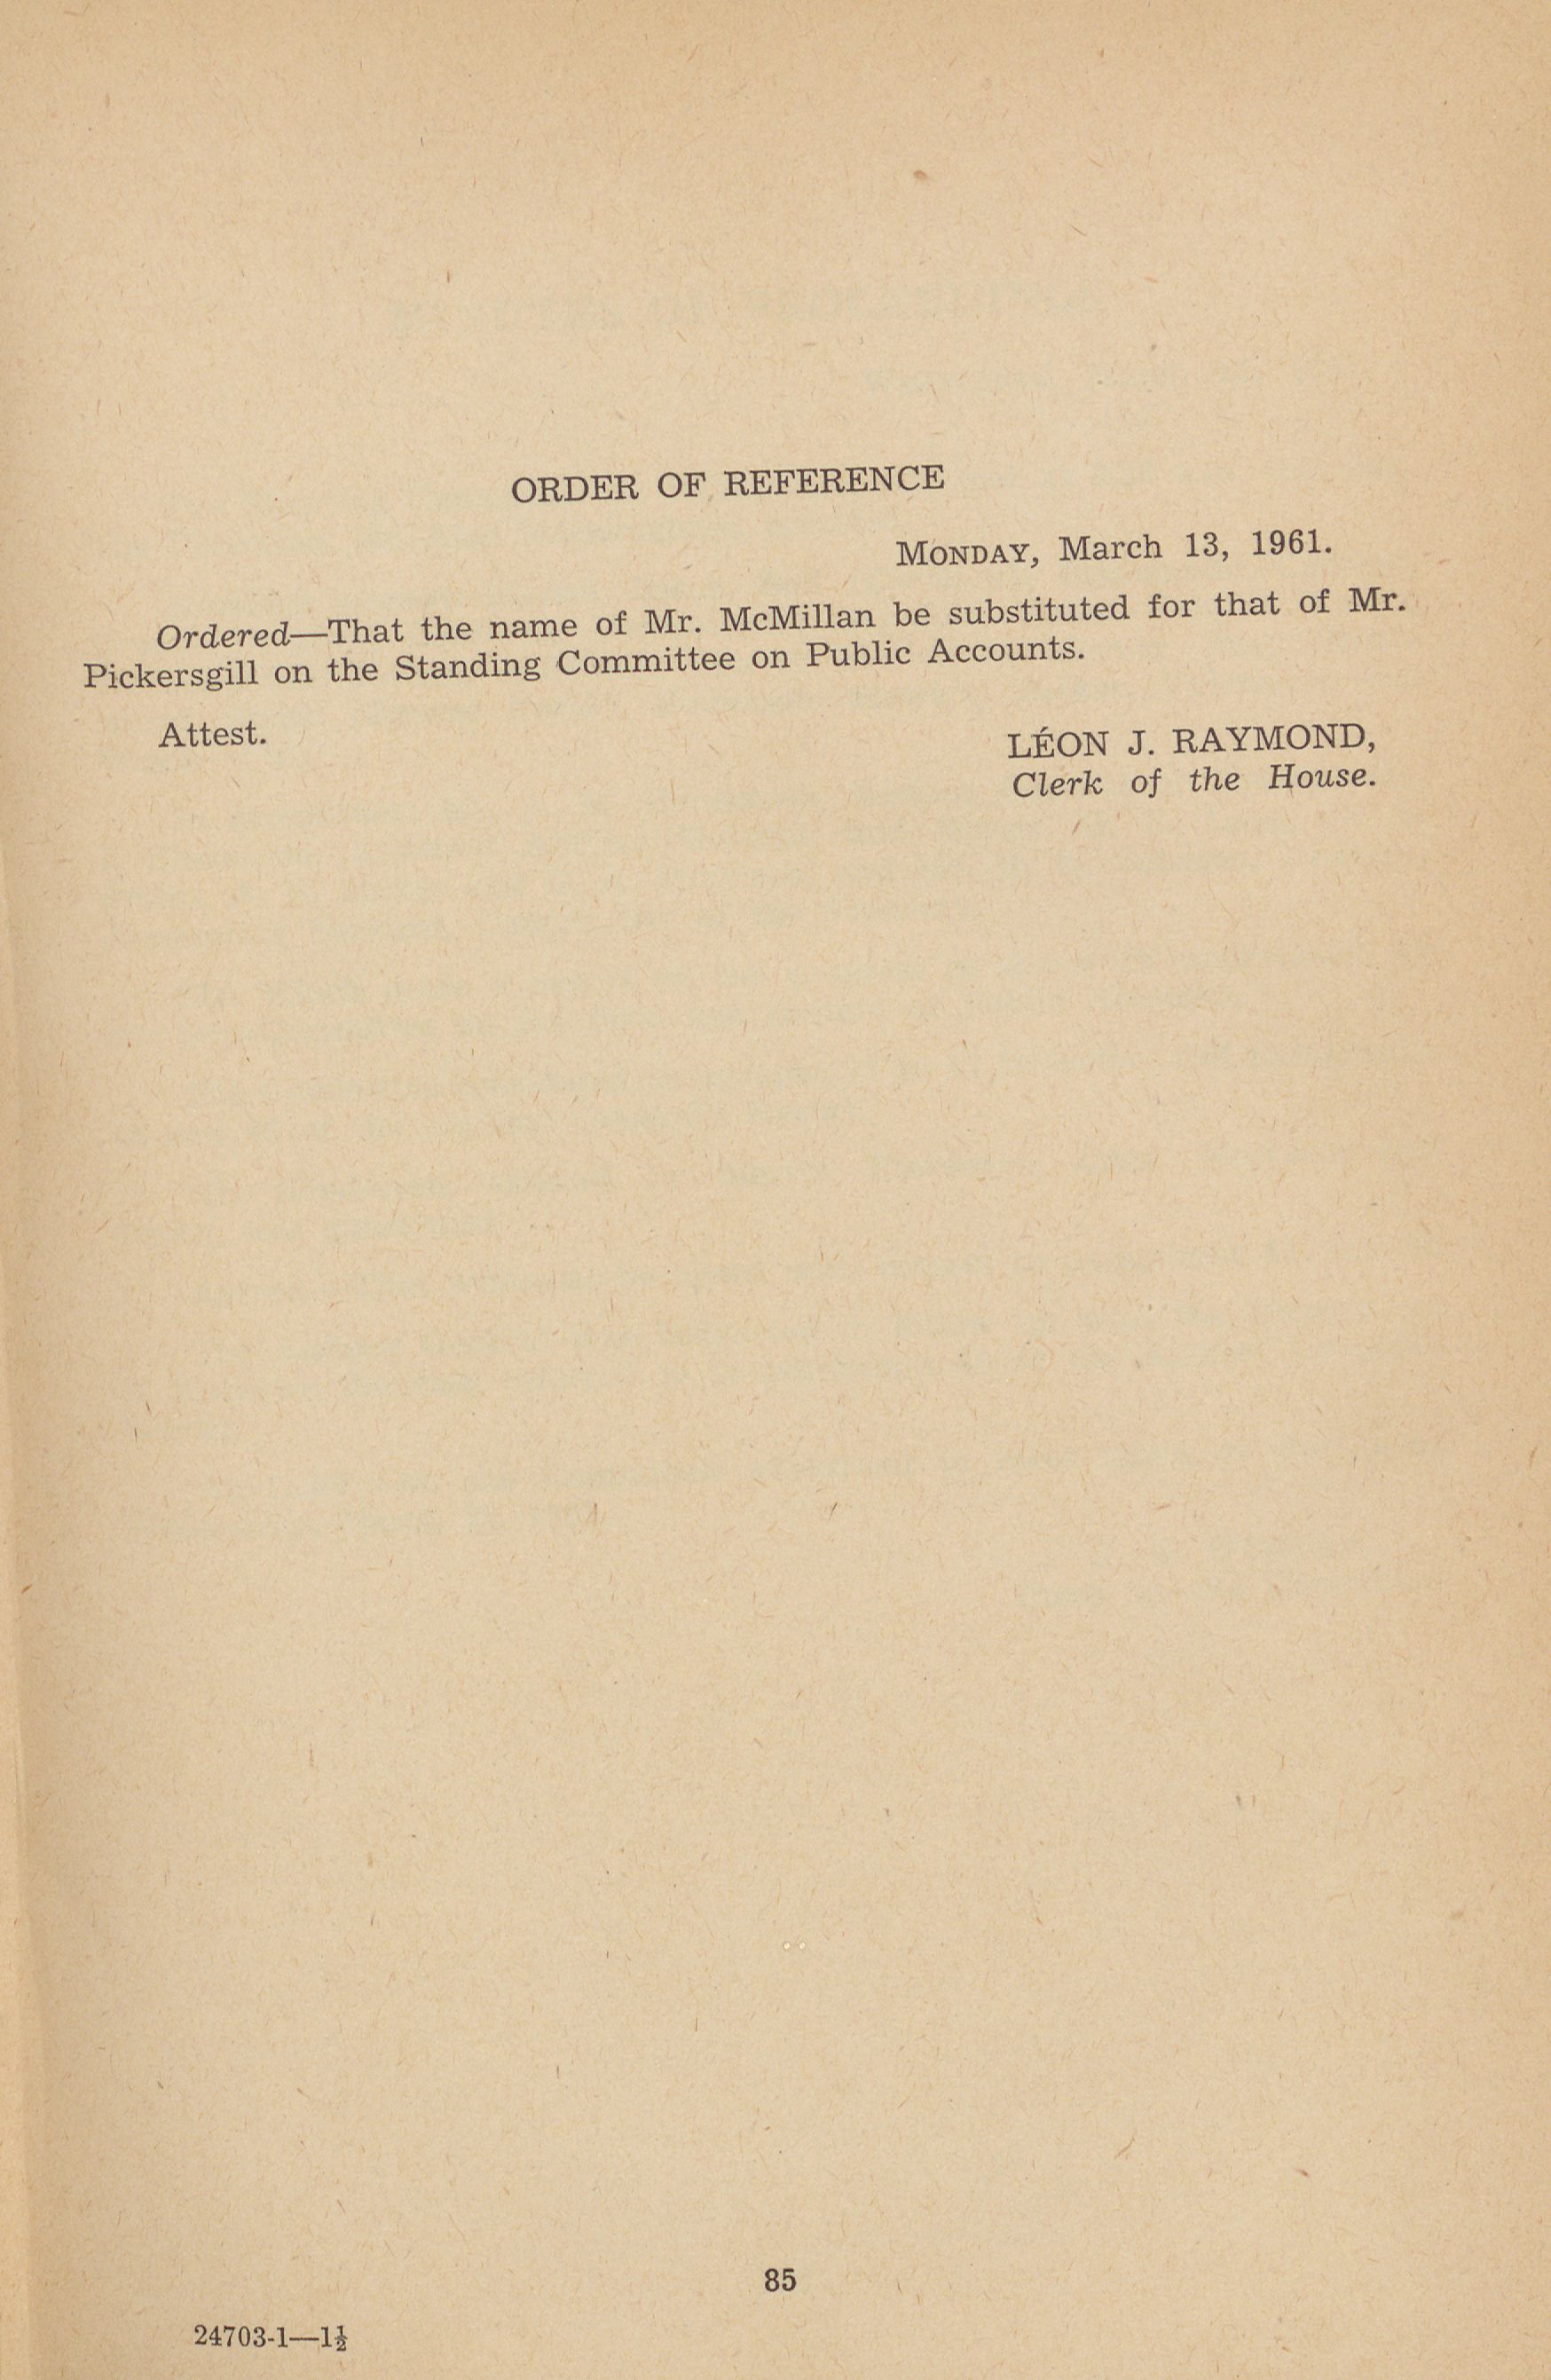 ORDER OF REFERENCE
MONDAY, March 13, 1961.
Ordered—That the name of Mr. McMillan be substituted for that of Mr.
Pickersgill on the Standing Committee on Public Accounts.
Attest.
LÉON J. RAYMOND,
Clerk of the House.
85
24703-1—1½